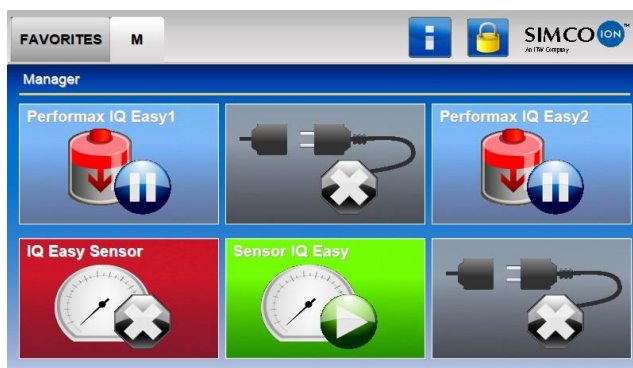 FAVORITES M
SIMCO ION
An ITW Company
Manager
Performax IQ Easy1
Performax IQ Easy2
IQ Easy Sensor
Sensor IQ Easy